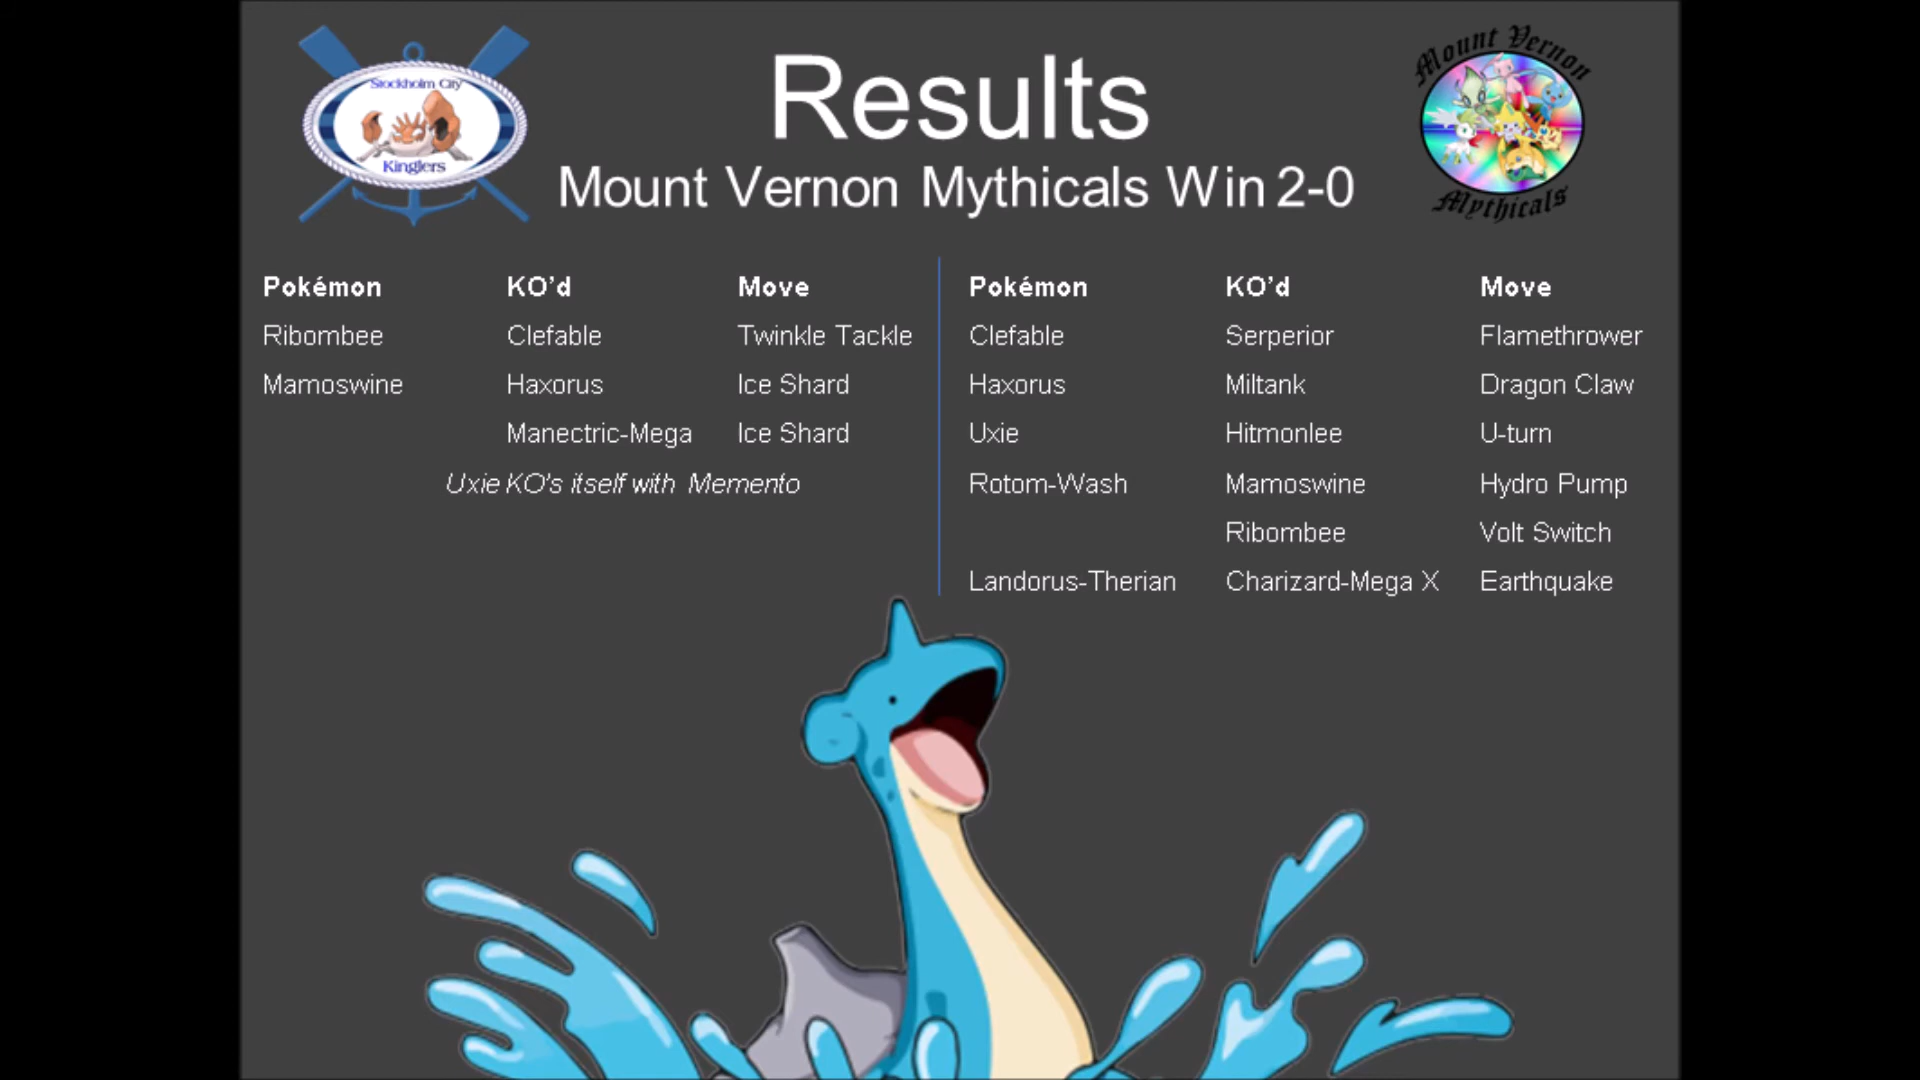 Stockholm City
Kinglers
Results
Mount Vernon Mythicals Win 2-0
Mount Vernon
Mythicals
Pokémon KO’d Move
Ribombee Clefable Twinkle Tackle
Mamoswine Haxorus Ice Shard
Manectric-Mega Ice Shard
Uxie KO's itself with Memento
Pokémon KO’d Move
Clefable Serperior Flamethrower
Haxorus Miltank Dragon Claw
Uxie Hitmonlee U-turn
Rotom-Wash Mamoswine Hydro Pump
Ribombee Volt Switch
Landorus-Therian Charizard-Mega X Earthquake